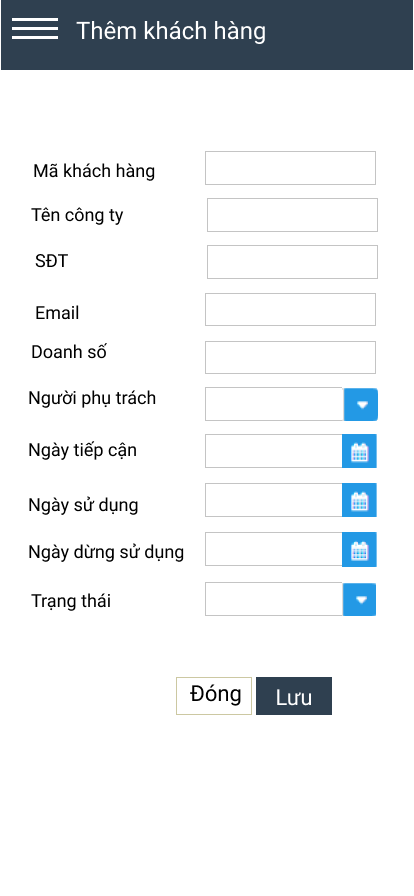 Thêm khách hàng
Mã khách hàng
Tên công ty
SĐT
Email
Doanh số
Người phụ trách
Ngày tiếp cận
Ngày sử dụng
Ngày dừng sử dụng
Trạng thái
Đóng
Lưu